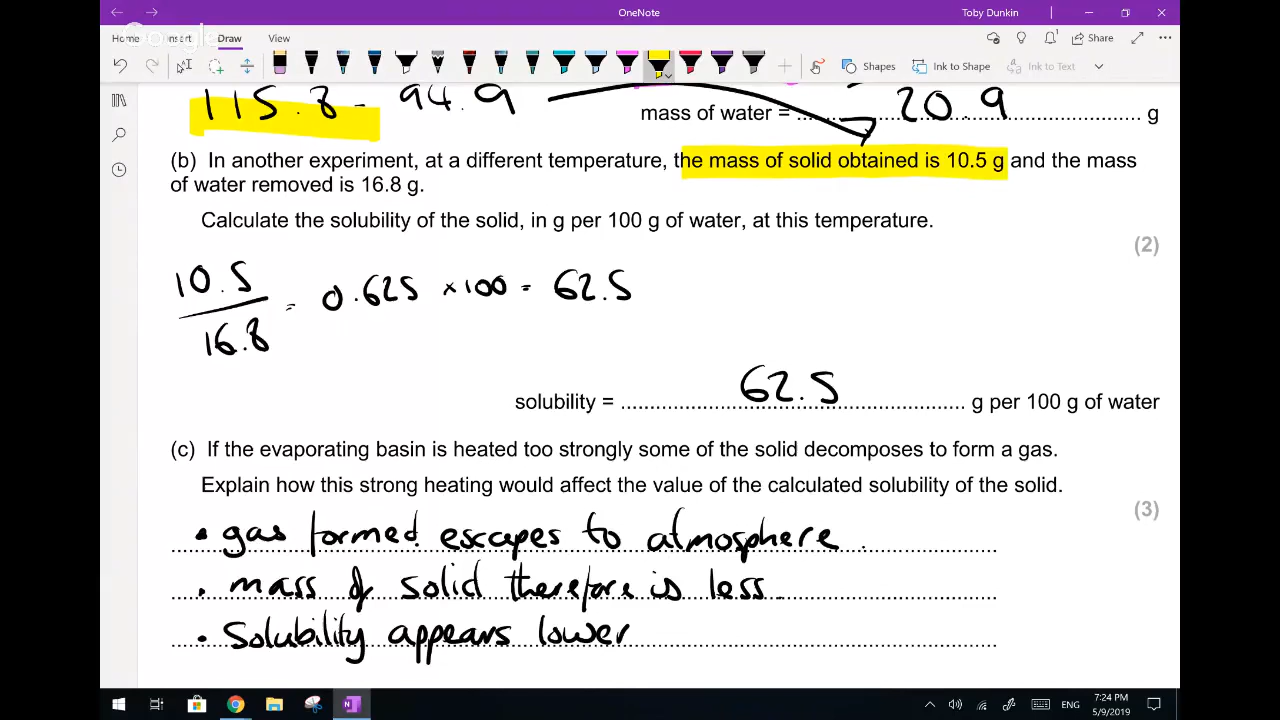 OneNote
Toby Dunkin
Home Insert Draw View
Google
Share
Shapes
Ink to Shape
Ink to Text
115.8 - 94.9
mass of water = 20.9 g
(b) In another experiment, at a different temperature, the mass of solid obtained is 10.5 g and the mass
of water removed is 16.8 g.
Calculate the solubility of the solid, in g per 100 g of water, at this temperature.
(2)
10.5
16.8
= 0.625 ×100 = 62.5
solubility = 62.5 g per 100 g of water
(c) If the evaporating basin is heated too strongly some of the solid decomposes to form a gas.
Explain how this strong heating would affect the value of the calculated solubility of the solid.
(3)
• gas formed escapes to atmosphere.
• mass of solid therefore is less.
• Solubility appears lower
ENG
7:24 PM
5/9/2019